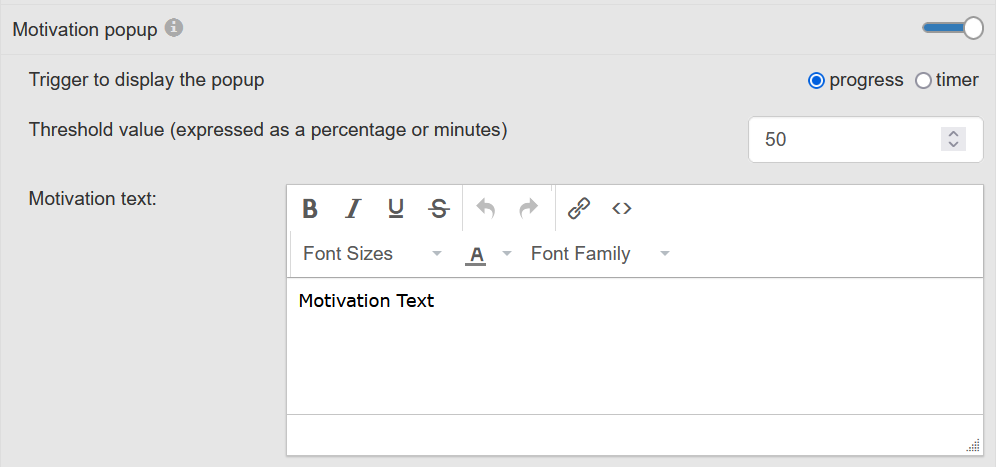 Motivation popup
Trigger to display the popup
progress timer
Threshold value (expressed as a percentage or minutes)
50
Motivation text:
B I U S <>
Font Sizes A Font Family
Motivation Text